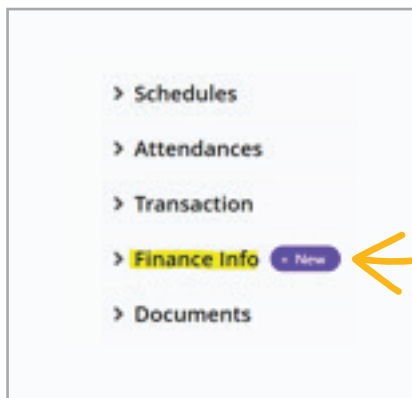 Schedules
Attendances
Transaction
Finance Info + New
Documents